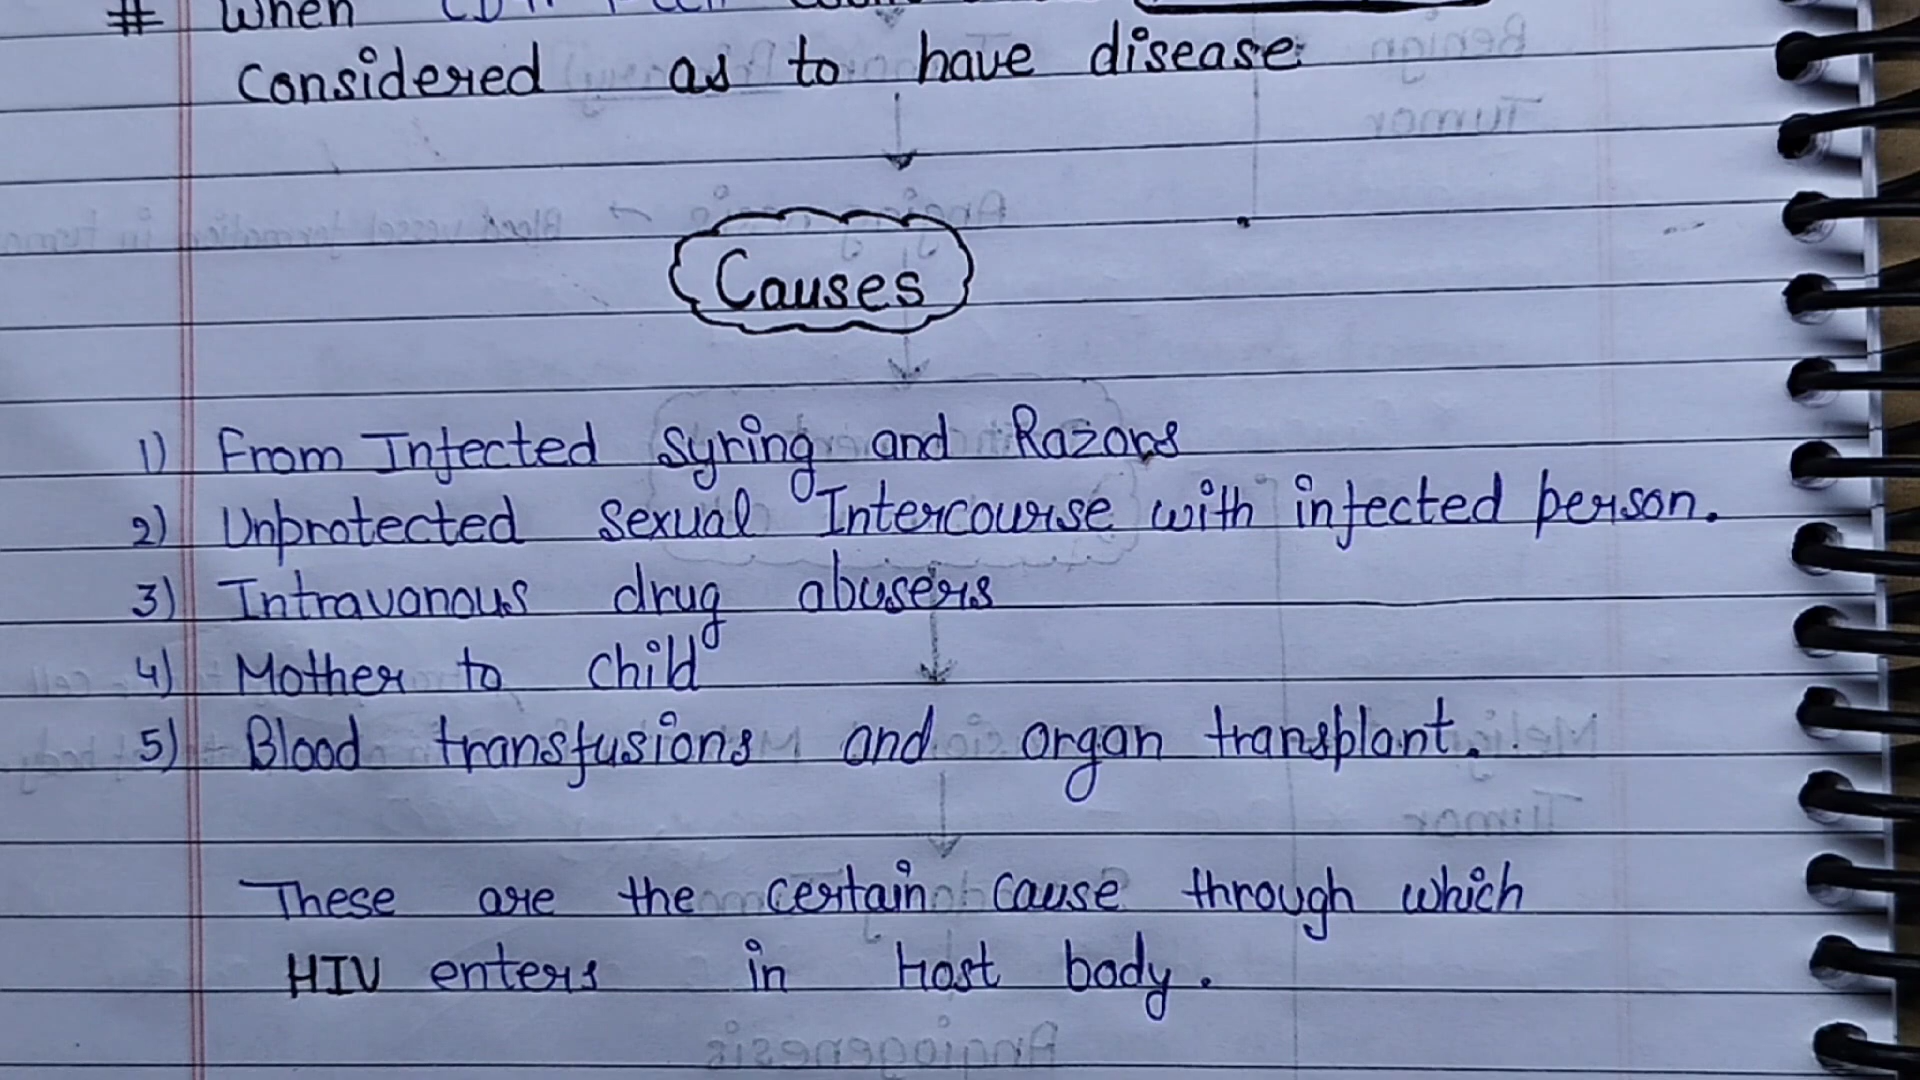 # When
Considered as to have disease
Causes
1) From Infected Syring and Razors
2) Unprotected sexual Intercourse with infected person.
3) Intravanous drug abusers
4) Mother to child
5) Blood transfusions and organ transplant.
These are the certain cause through which
HIV enters in host body.